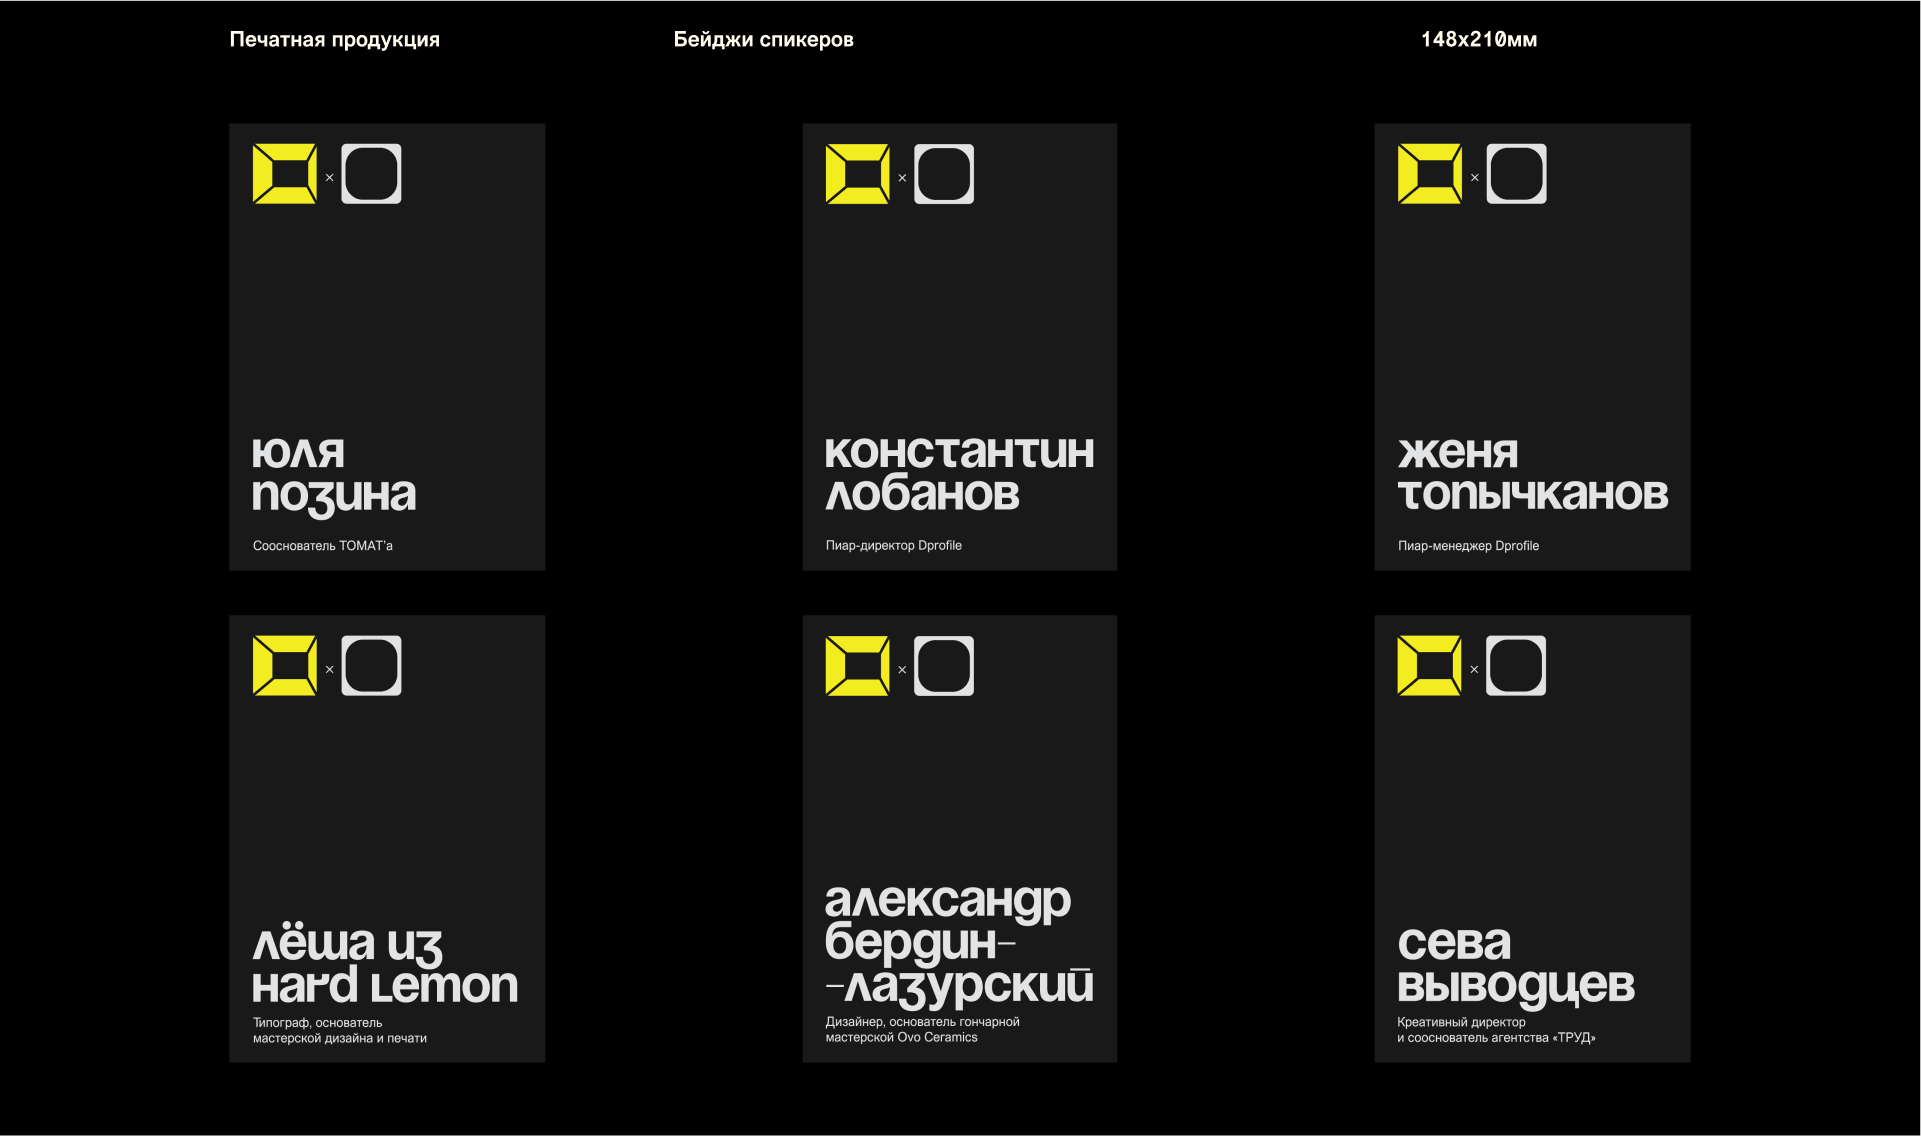 Печатная продукция
Бейджи спикеров
148x210мм
×
×
×
юля
позина
Сооснователь ТОМАТ'а
константин
лобанов
Пиар-директор Dprofile
женя
топычканов
Пиар-менеджер Dprofile
×
×
×
лёша из
нard Lemon
Типограф, основатель
мастерской дизайна и печати
александр
бердин–
–лазурский
Дизайнер, основатель гончарной
мастерской Ovo Ceramics
сева
выводцев
Креативный директор
и сооснователь агентства «ТРУД»